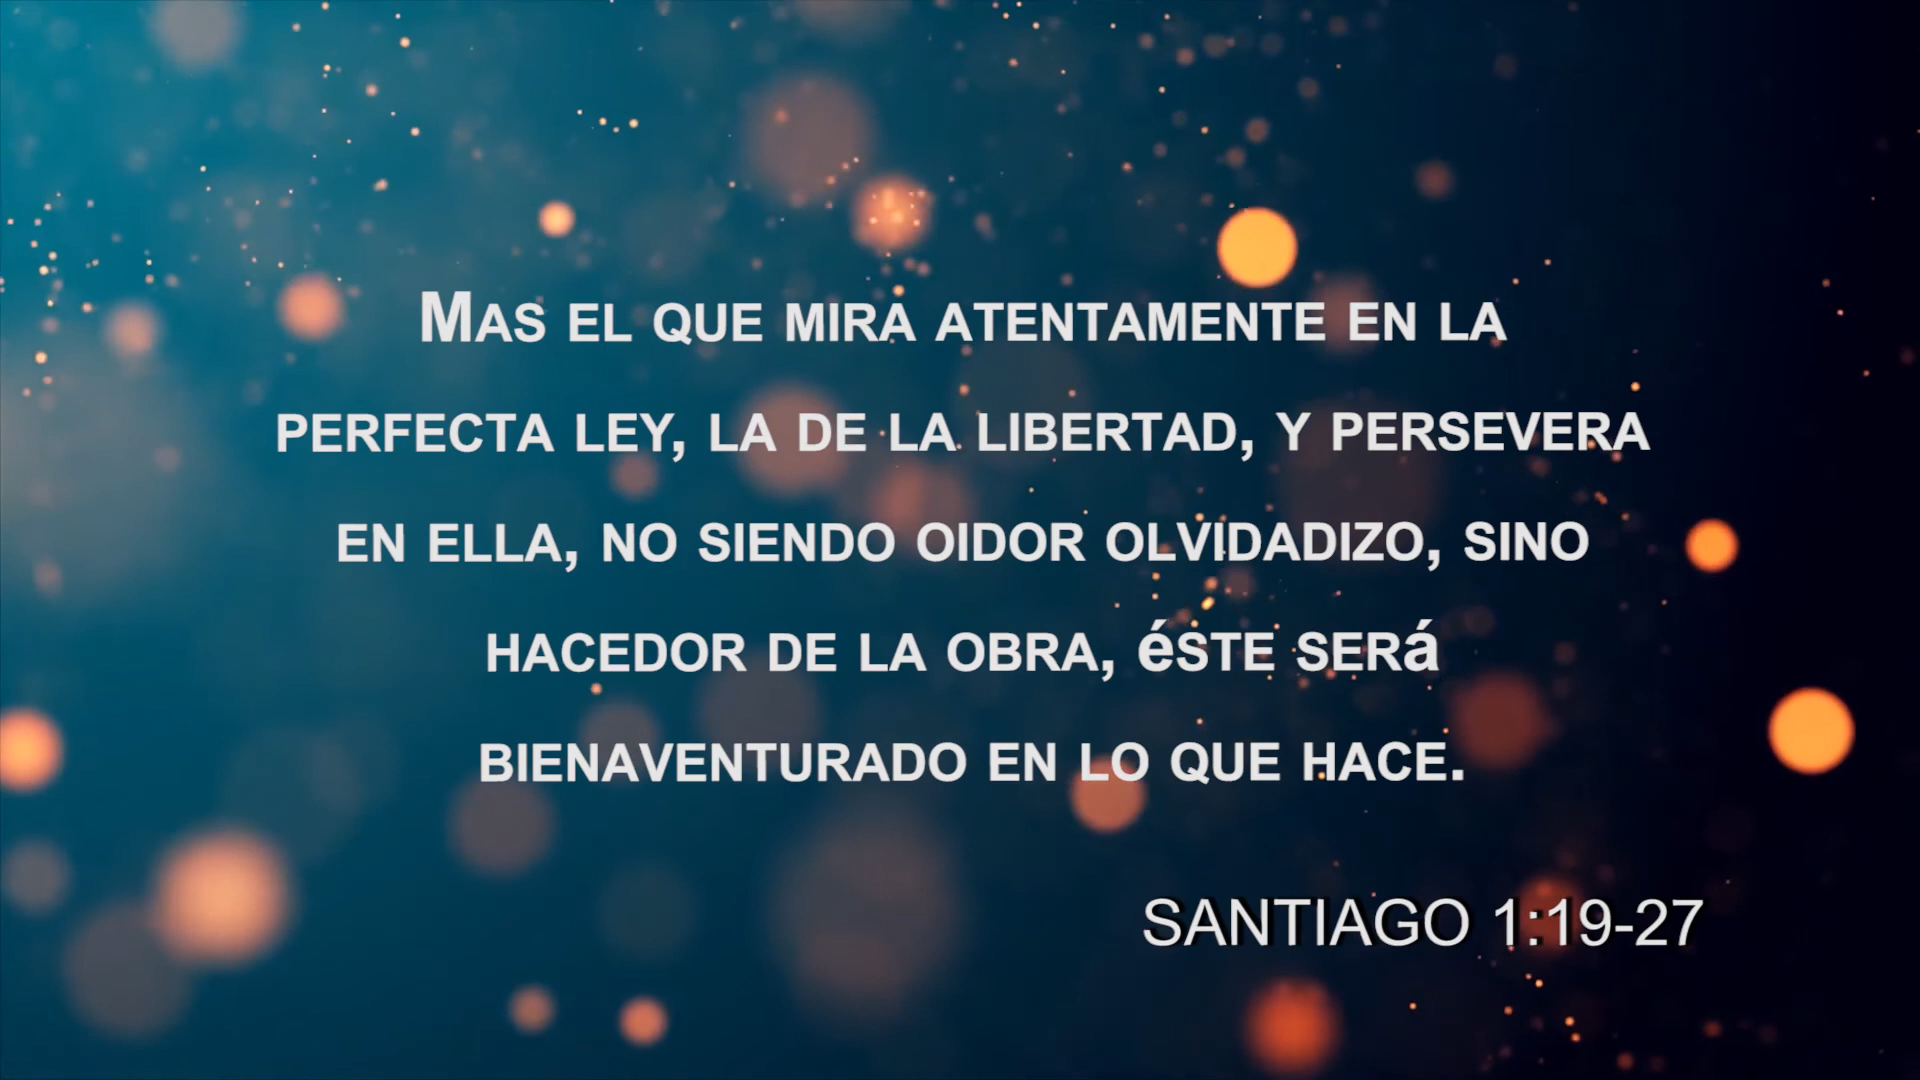 Mas el que mira atentamente en la
perfecta ley, la de la libertad, y persevera
en ella, no siendo oidor olvidadizo, sino
hacedor de la obra, éste será
bienaventurado en lo que hace.
SANTIAGO 1:19-27